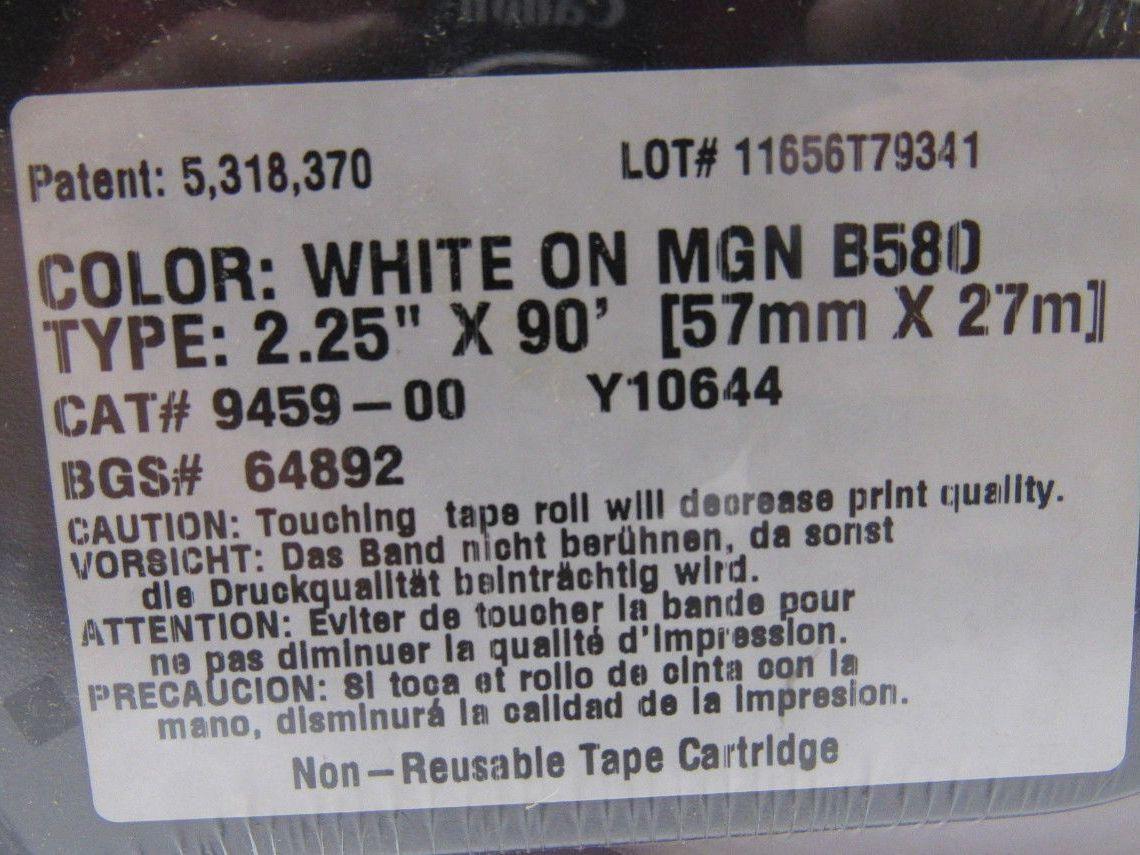 Patent: 5,318,370 LOT# 11656T79341
COLOR: WHITE ON MGN B580
TYPE: 2.25" X 90' [57mm X 27m]
CAT# 9459-00 Y10644
BGS# 64892
CAUTION: Touching tape roll will decrease print quality.
VORSICHT: Das Band nicht berühnen, da sonst
die Druckqualität beinträchtig wird.
ATTENTION: Eviter de toucher la bande pour
ne pas diminuer la qualité d'impression.
PRECAUCION: Si toca et rollo de cinta con la
mano, disminurá la calidad de la impresion.
Non-Reusable Tape Cartridge